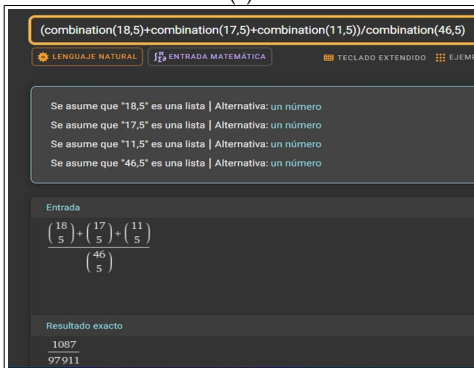 (combination(18,5)+combination(17,5)+combination(11,5))/combination(46,5)
LENGUAJE NATURAL ENTRADA MATEMÁTICA TECLADO EXTENDIDO
Se asume que "18,5" es una lista | Alternativa: un número
Se asume que "17,5" es una lista | Alternativa: un número
Se asume que "11,5" es una lista | Alternativa: un número
Se asume que "46,5" es una lista | Alternativa: un número
Entrada
(18 5)+(17 5)+(11 5)
(46 5)
Resultado exacto
1087
97911